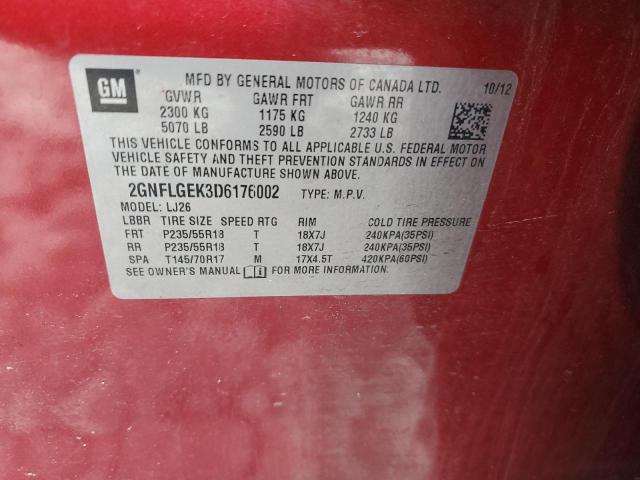 GM
MFD BY GENERAL MOTORS OF CANADA LTD. 10/12
GVWR GAWR FRT GAWR RR
2300 KG 1175 KG 1240 KG
5070 LB 2590 LB 2733 LB
THIS VEHICLE CONFORMS TO ALL APPLICABLE U.S. FEDERAL MOTOR
VEHICLE SAFETY AND THEFT PREVENTION STANDARDS IN EFFECT ON
THE DATE OF MANUFACTURE SHOWN ABOVE.
2GNFLGEK3D6176002 TYPE: M.P.V.
MODEL: LJ26
LBBR TIRE SIZE SPEED RTG RIM COLD TIRE PRESSURE
FRT P235/55R18 T 18X7J 240KPA(35PSI)
RR P235/55R18 T 18X7J 240KPA(35PSI)
SPA T145/70R17 M 17X4.5T 420KPA(60PSI)
SEE OWNER'S MANUAL FOR MORE INFORMATION.